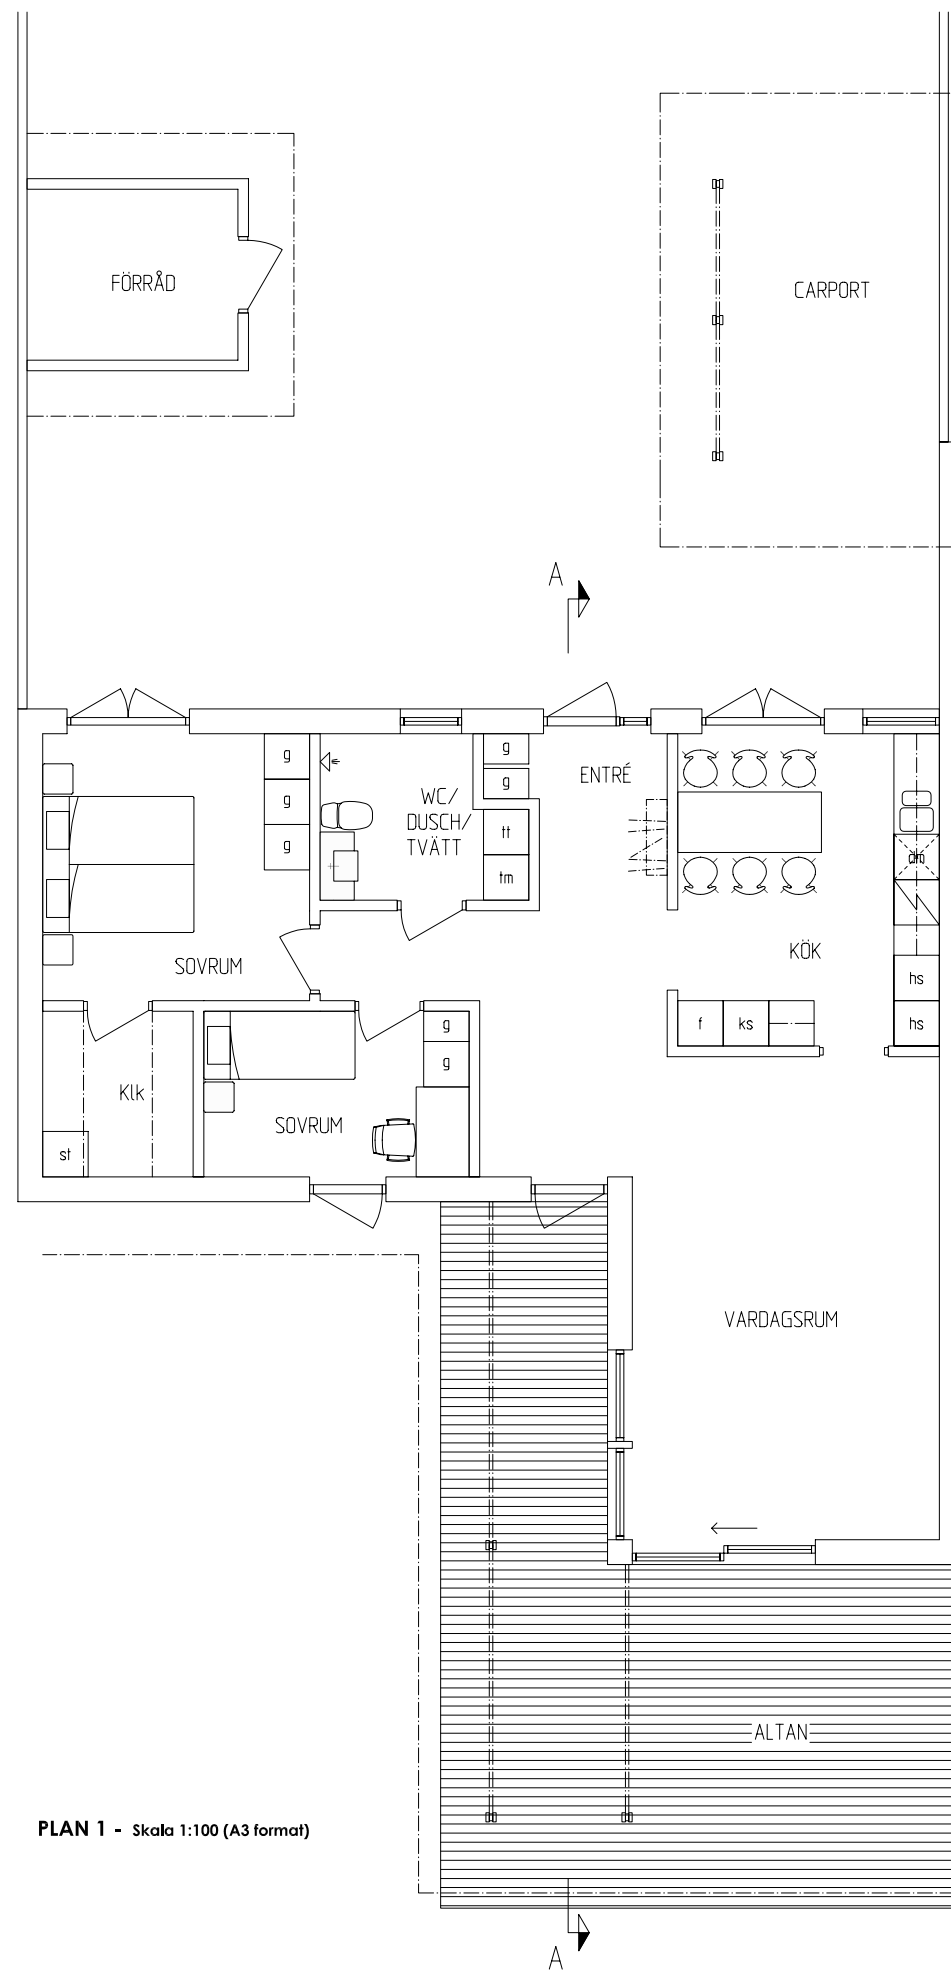 FÖRRÅD
CARPORT
A
g
g
g
WC/
DUSCH/
TVÄTT
g
g
tt
tm
ENTRÉ
dm
SOVRUM
KÖK
hs
hs
f
ks
g
g
Klk
st
SOVRUM
VARDAGSRUM
ALTAN
PLAN 1 - Skala 1:100 (A3 format)
A